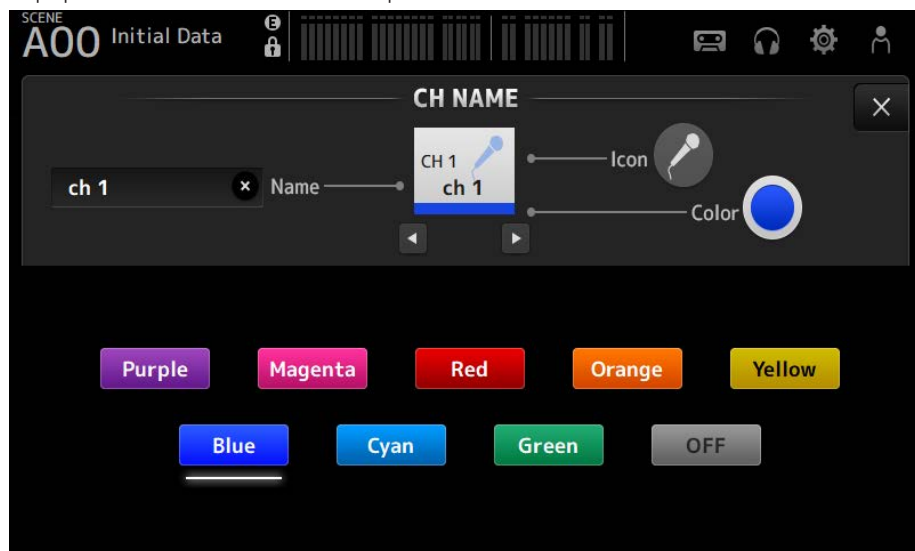 SCENE
A00 Initial Data
E
CH NAME
CH 1
ch 1
ch 1
Name
Icon
Color
Purple
Magenta
Red
Orange
Yellow
Blue
Cyan
Green
OFF